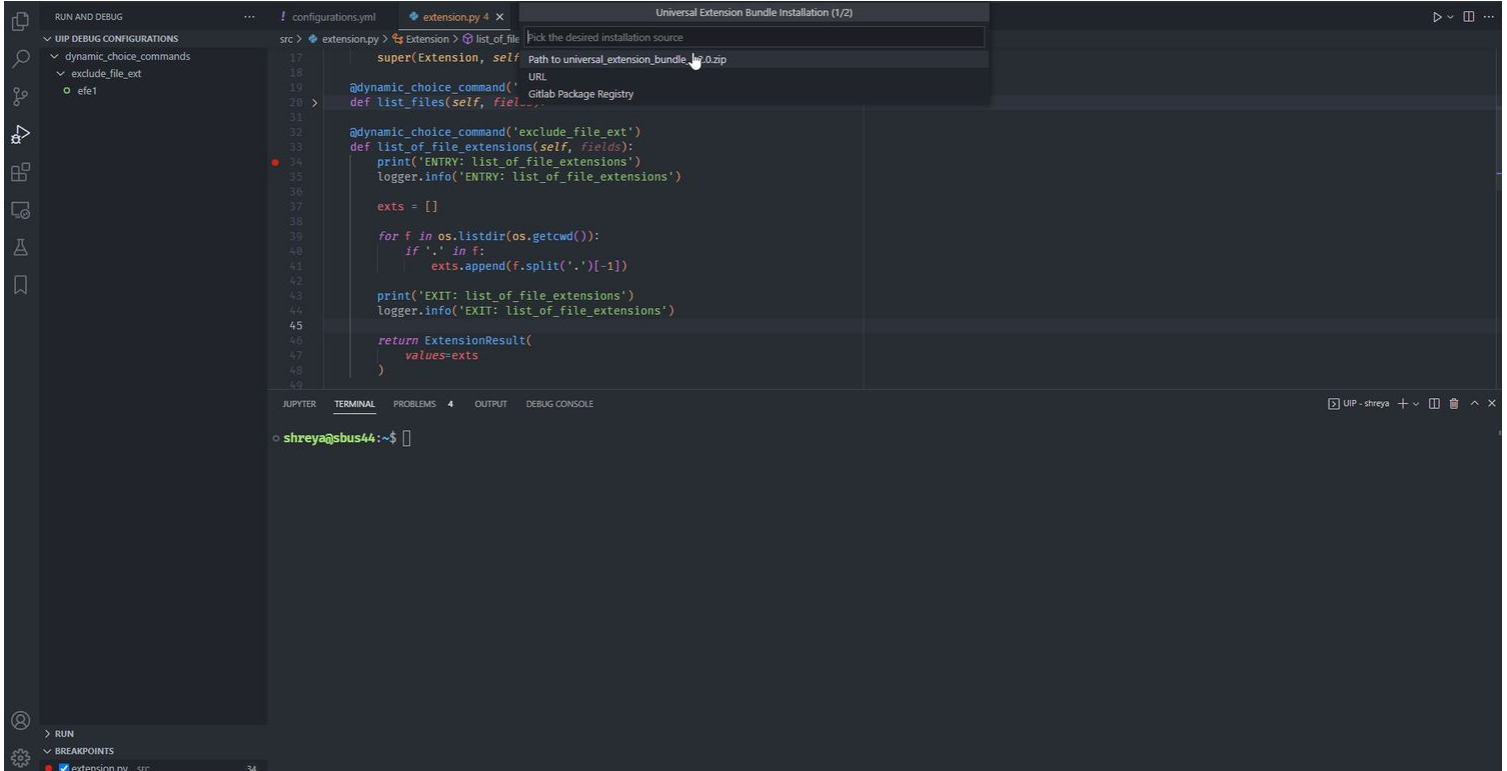 RUN AND DEBUG ···
UIP DEBUG CONFIGURATIONS
dynamic_choice_commands
exclude_file_ext
efe1
RUN
BREAKPOINTS
extension.py src 34
! configurations.yml
extension.py 4
Universal Extension Bundle Installation (1/2)
Pick the desired installation source
Path to universal_extension_bundle_ 2.0.zip
URL
Gitlab Package Registry
src > extension.py > Extension > list_of_file
17 super(Extension, self
18
19 @dynamic_choice_command('
20 def list_files(self, fields):
31
32 @dynamic_choice_command('exclude_file_ext')
33 def list_of_file_extensions(self, fields):
34 print('ENTRY: list_of_file_extensions')
35 logger.info('ENTRY: list_of_file_extensions')
36
37 exts = []
38
39 for f in os.listdir(os.getcwd()):
40 if '.' in f:
41 exts.append(f.split('.')[-1])
42
43 print('EXIT: list_of_file_extensions')
44 logger.info('EXIT: list_of_file_extensions')
45
46 return ExtensionResult(
47 values=exts
48 )
49
JUPYTER TERMINAL PROBLEMS 4 OUTPUT DEBUG CONSOLE UIP - shreya
shreya@sbus44:~$